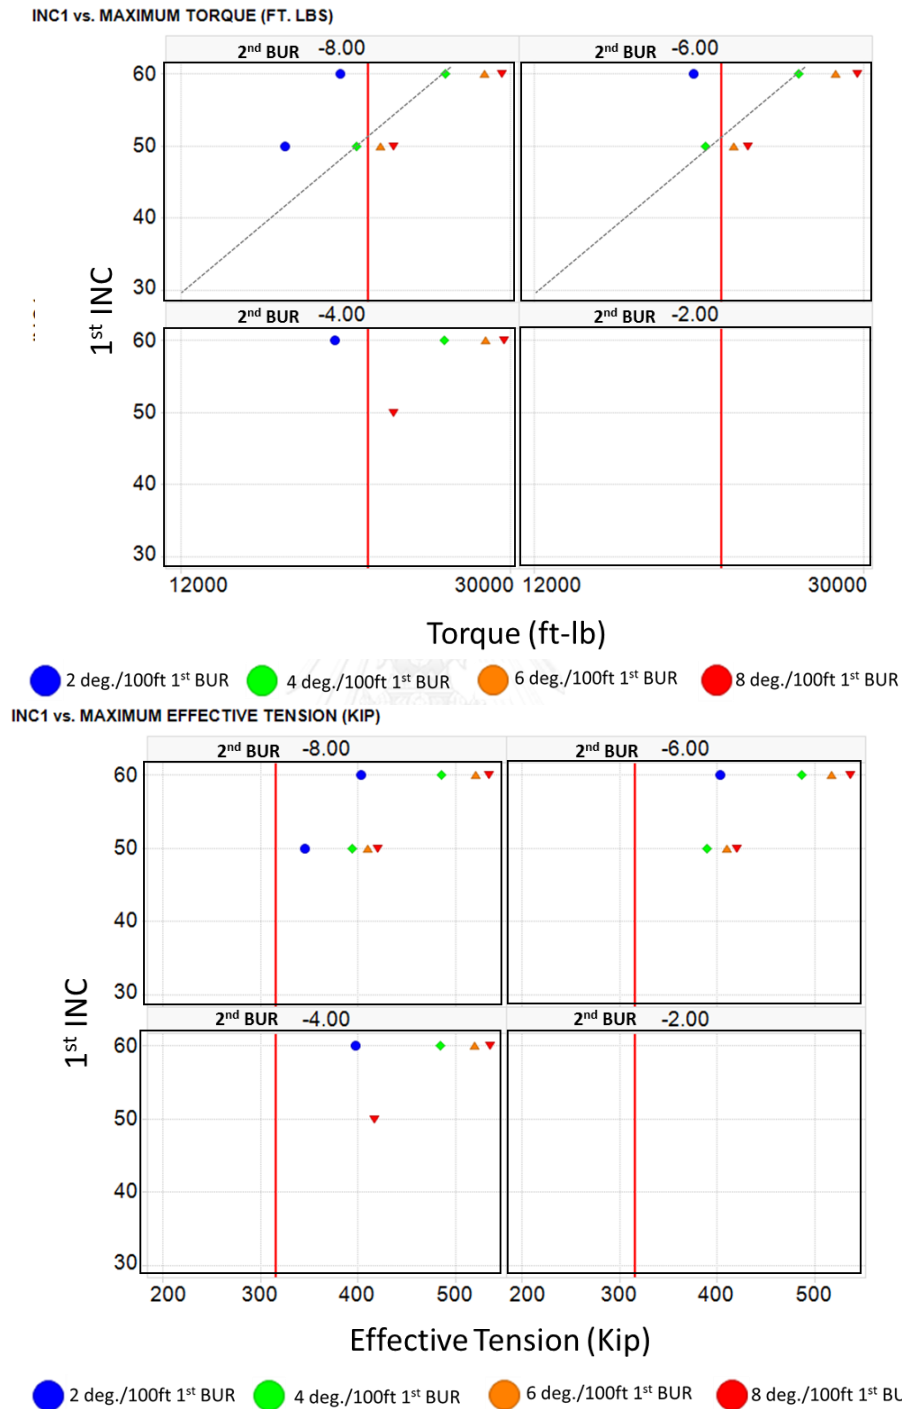 INC1 vs. MAXIMUM TORQUE (FT. LBS)
2nd BUR -8.00
2nd BUR -6.00
60
50
40
30
1st INC
2nd BUR -4.00
2nd BUR -2.00
60
50
40
30
12000 30000 12000 30000
Torque (ft-lb)
2 deg./100ft 1st BUR 4 deg./100ft 1st BUR 6 deg./100ft 1st BUR 8 deg./100ft 1st BUR
INC1 vs. MAXIMUM EFFECTIVE TENSION (KIP)
2nd BUR -8.00
2nd BUR -6.00
60
50
40
30
1st INC
2nd BUR -4.00
2nd BUR -2.00
60
50
40
30
200 300 400 500 200 300 400 500
Effective Tension (Kip)
2 deg./100ft 1st BUR 4 deg./100ft 1st BUR 6 deg./100ft 1st BUR 8 deg./100ft 1st BU